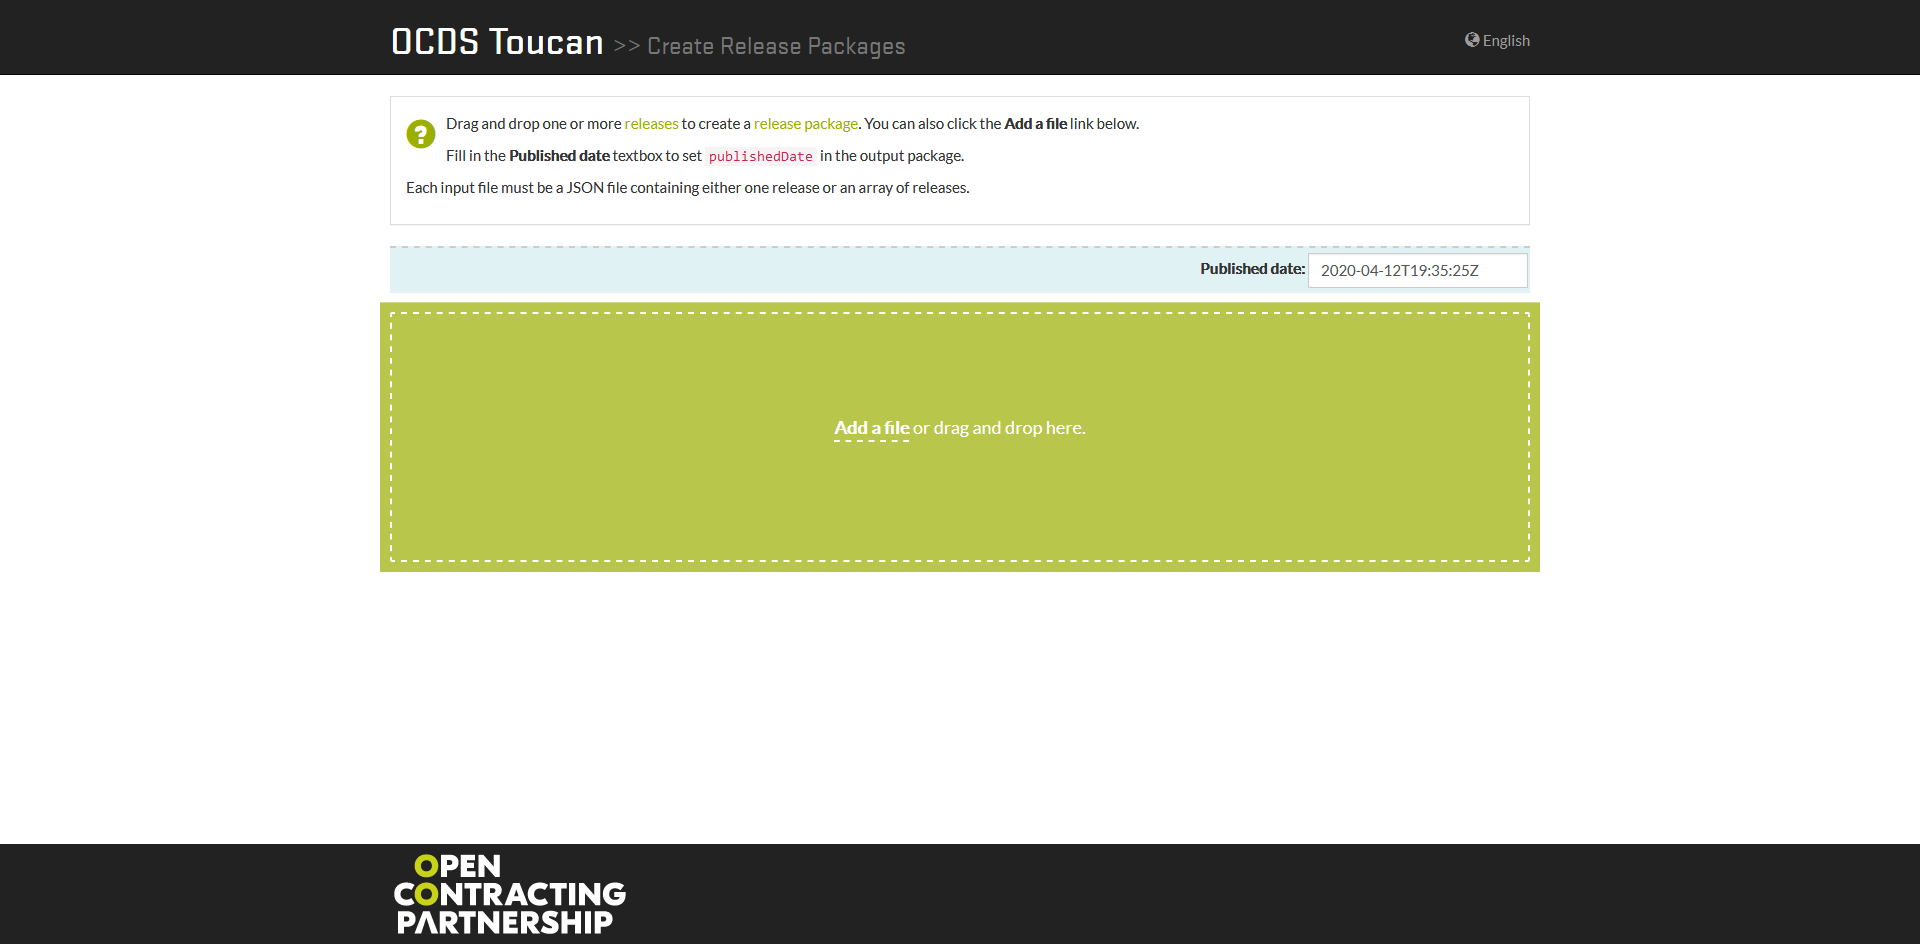 OCDS Toucan >> Create Release Packages
English
Drag and drop one or more releases to create a release package. You can also click the Add a file link below.
Fill in the Published date textbox to set publishedDate in the output package.
Each input file must be a JSON file containing either one release or an array of releases.
Published date: 2020-04-12T19:35:25Z
Add a file or drag and drop here.
OPEN
CONTRACTING
PARTNERSHIP